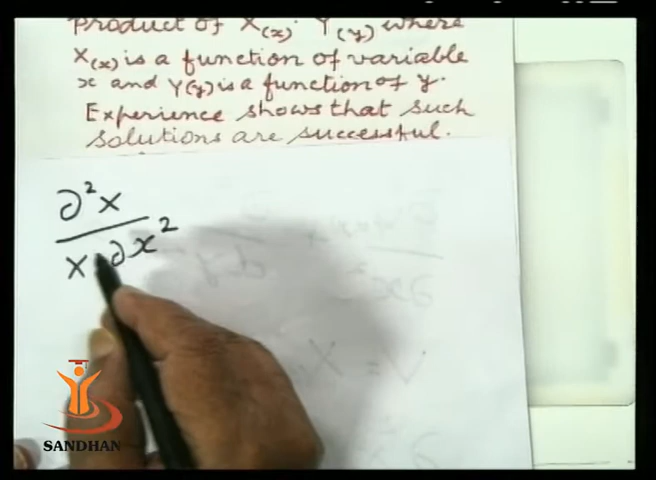 Product of X(x). Y(y) where
X(x) is a function of variable
x and Y(y) is a function of y.
Experience shows that such
solutions are successful.
∂²X
X ∂x²
SANDHAN